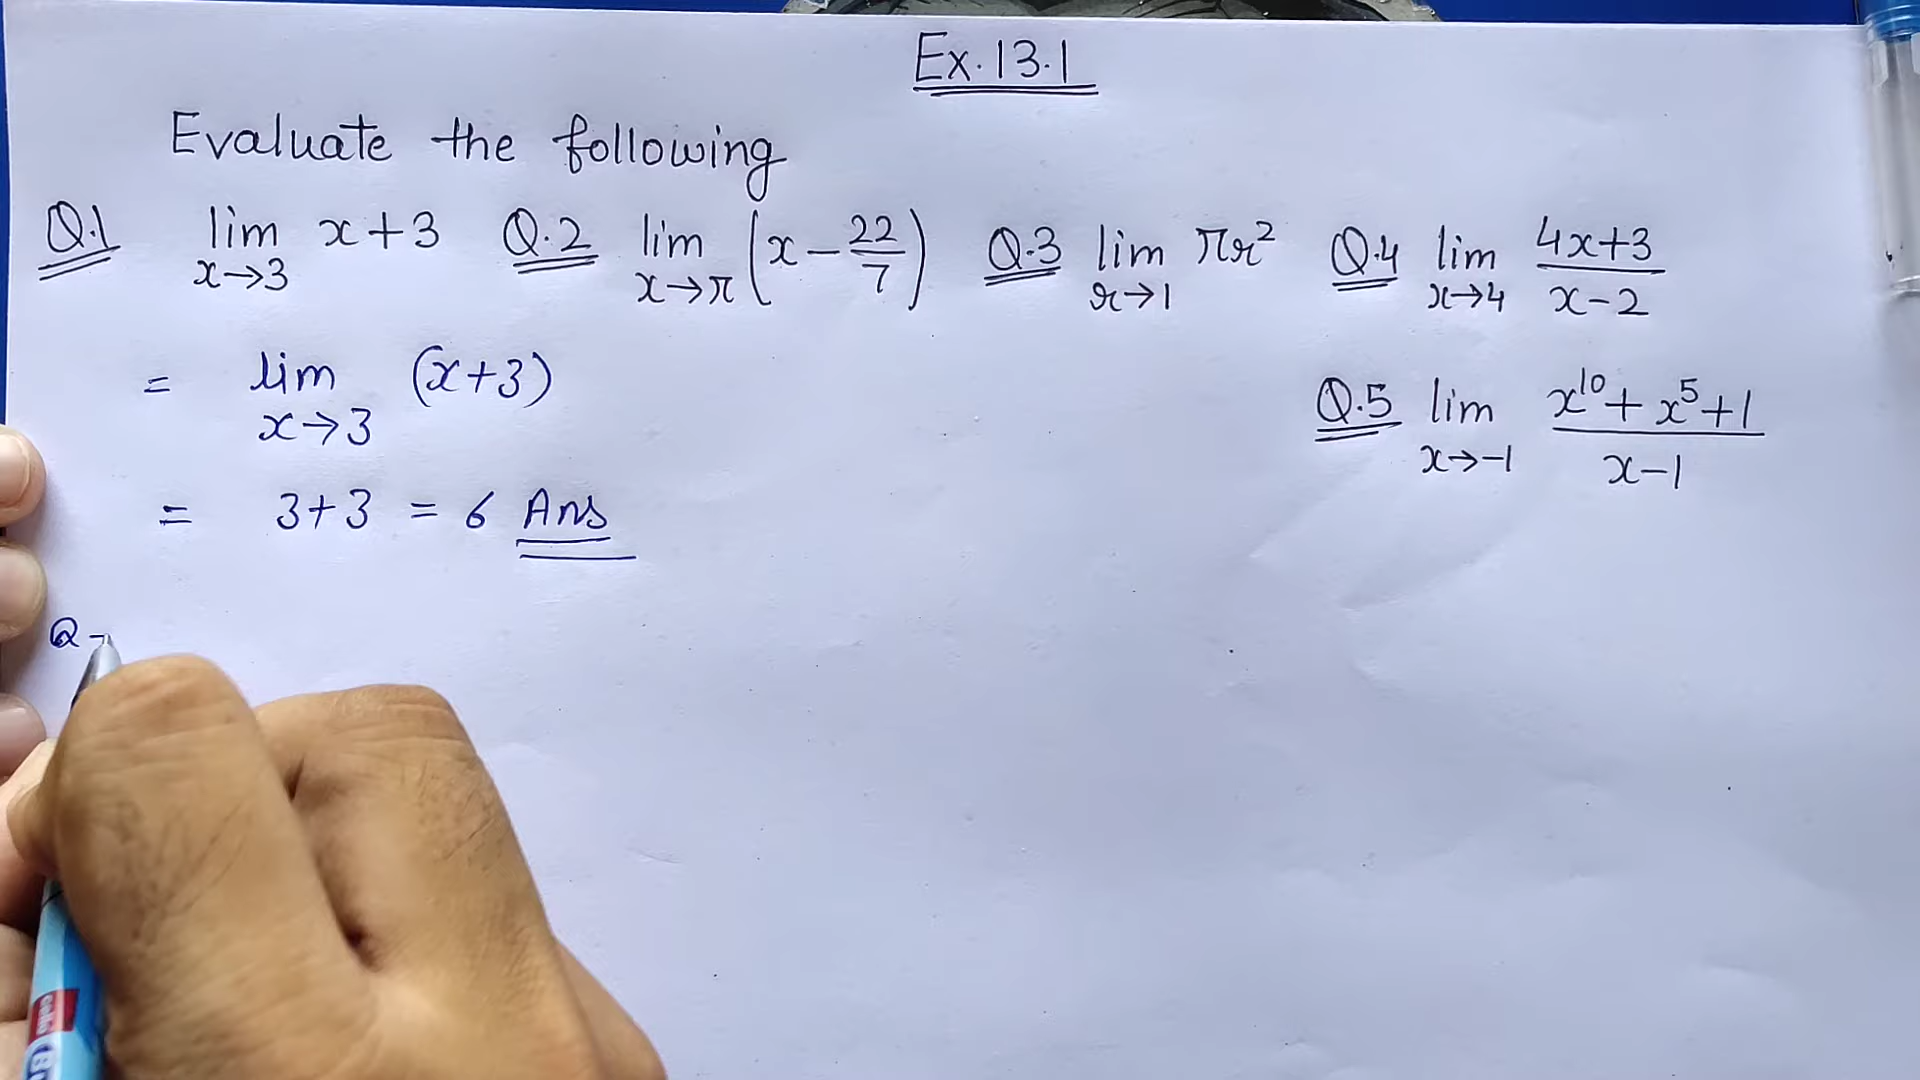 Ex. 13.1
Evaluate the following
Q.1 lim x→3 x+3 Q.2 lim x→π (x − 22/7) Q.3 lim r→1 πr² Q.4 lim x→4 4x+3/x−2
= lim x→3 (x+3)
Q.5 lim x→−1 x¹⁰ + x⁵ + 1/x−1
= 3+3 = 6 Ans
Q -
cello